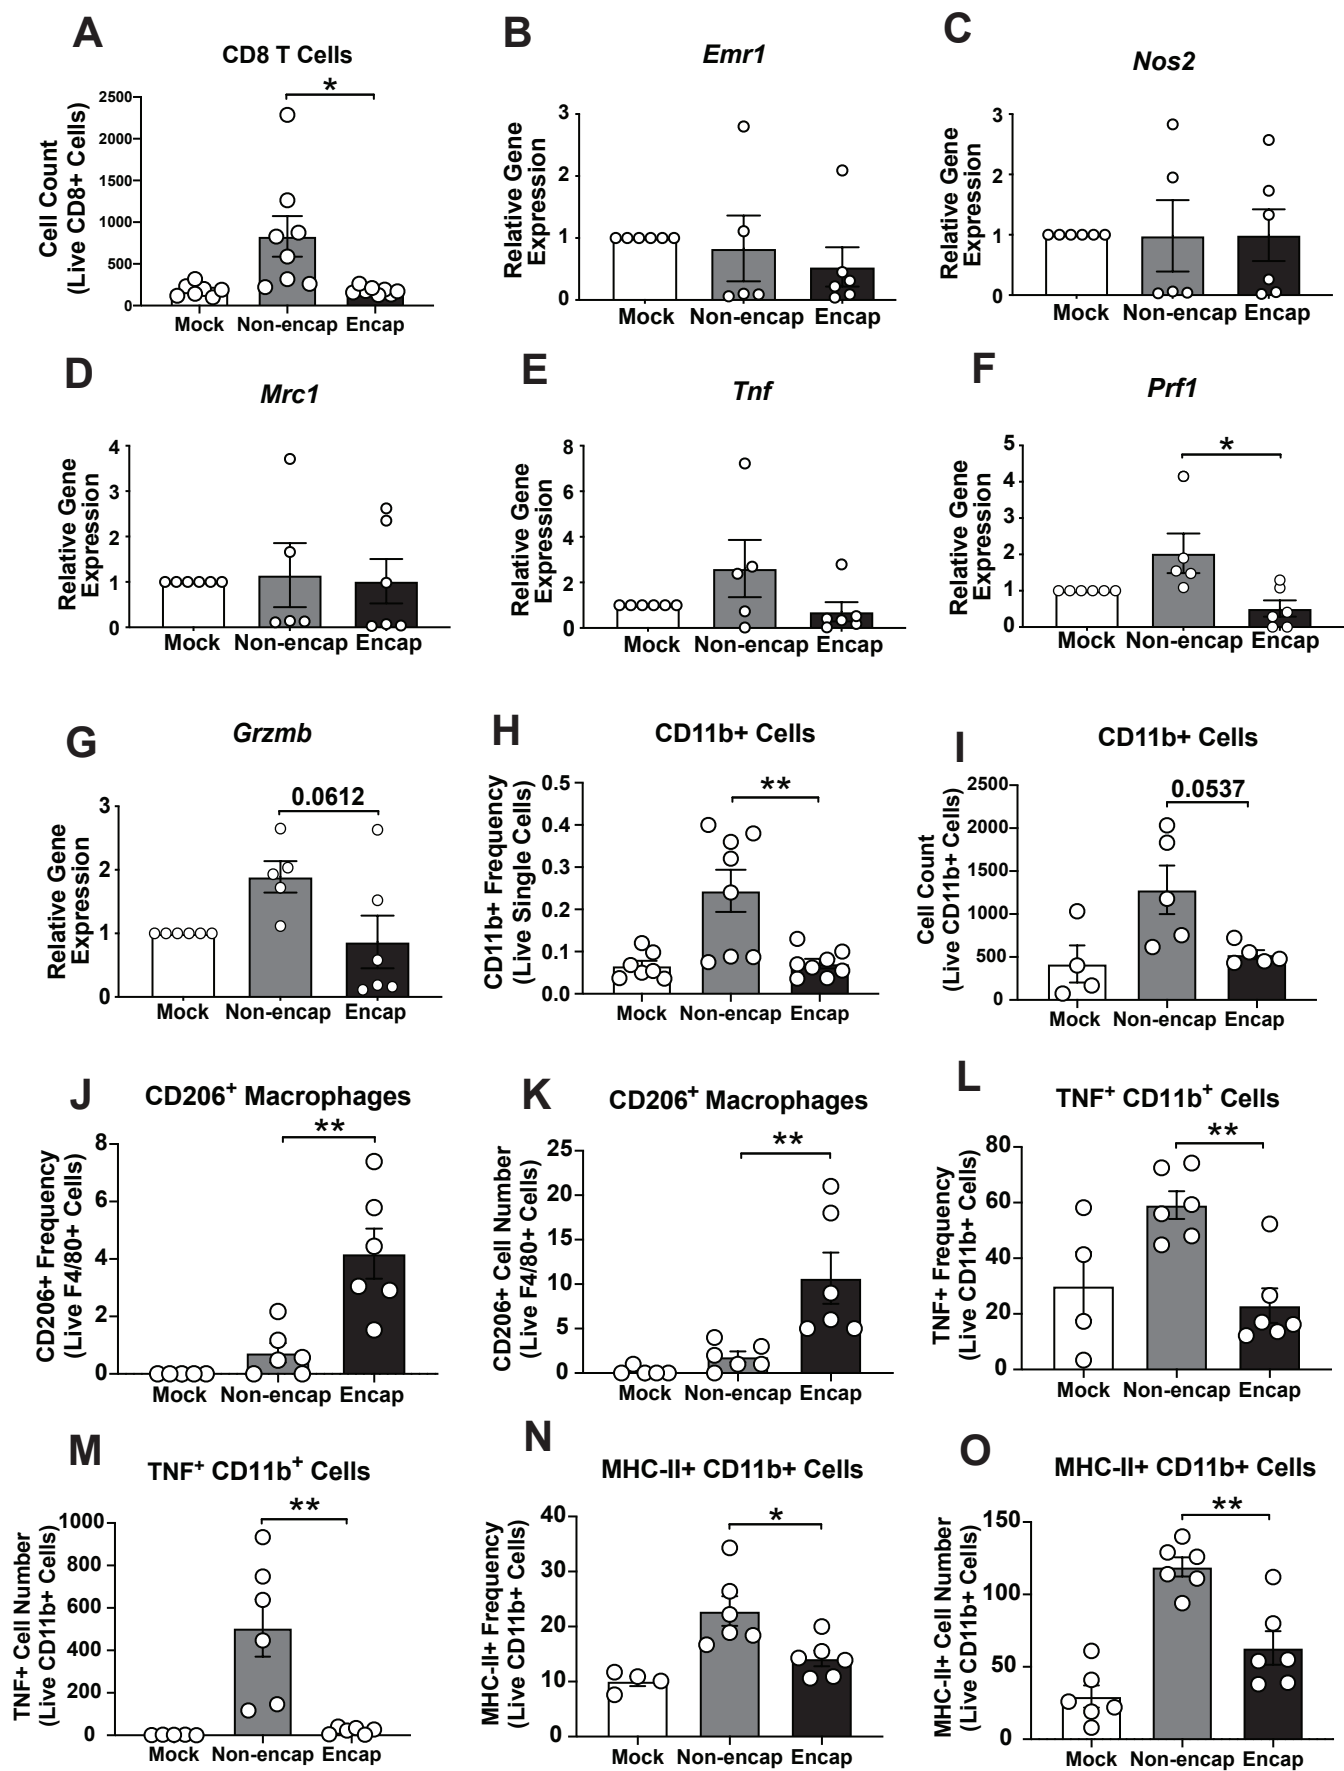 A
CD8 T Cells
*
Cell Count
(Live CD8+ Cells)
2500
2000
1500
1000
500
0
Mock Non-encap Encap
B
Emr1
Relative Gene
Expression
3
2
1
0
Mock Non-encap Encap
C
Nos2
Relative Gene
Expression
3
2
1
0
Mock Non-encap Encap
D
Mrc1
Relative Gene
Expression
4
3
2
1
0
Mock Non-encap Encap
E
Tnf
Relative Gene
Expression
8
6
4
2
0
Mock Non-encap Encap
F
Prf1
*
Relative Gene
Expression
5
4
3
2
1
0
Mock Non-encap Encap
G
Grzmb
0.0612
Relative Gene
Expression
3
2
1
0
Mock Non-encap Encap
H
CD11b+ Cells
**
CD11b+ Frequency
(Live Single Cells)
0.5
0.4
0.3
0.2
0.1
0.0
Mock Non-encap Encap
I
CD11b+ Cells
0.0537
Cell Count
(Live CD11b+ Cells)
2500
2000
1500
1000
500
0
Mock Non-encap Encap
J
CD206+ Macrophages
**
CD206+ Frequency
(Live F4/80+ Cells)
8
6
4
2
0
Mock Non-encap Encap
K
CD206+ Macrophages
**
CD206+ Cell Number
(Live F4/80+ Cells)
25
20
15
10
5
0
Mock Non-encap Encap
L
TNF+ CD11b+ Cells
**
TNF+ Frequency
(Live CD11b+ Cells)
80
60
40
20
0
Mock Non-encap Encap
M
TNF+ CD11b+ Cells
**
TNF+ Cell Number
(Live CD11b+ Cells)
1000
800
600
400
200
0
Mock Non-encap Encap
N
MHC-II+ CD11b+ Cells
*
MHC-II+ Frequency
(Live CD11b+ Cells)
40
30
20
10
0
Mock Non-encap Encap
O
MHC-II+ CD11b+ Cells
**
MHC-II+ Cell Number
(Live CD11b+ Cells)
150
100
50
0
Mock Non-encap Encap